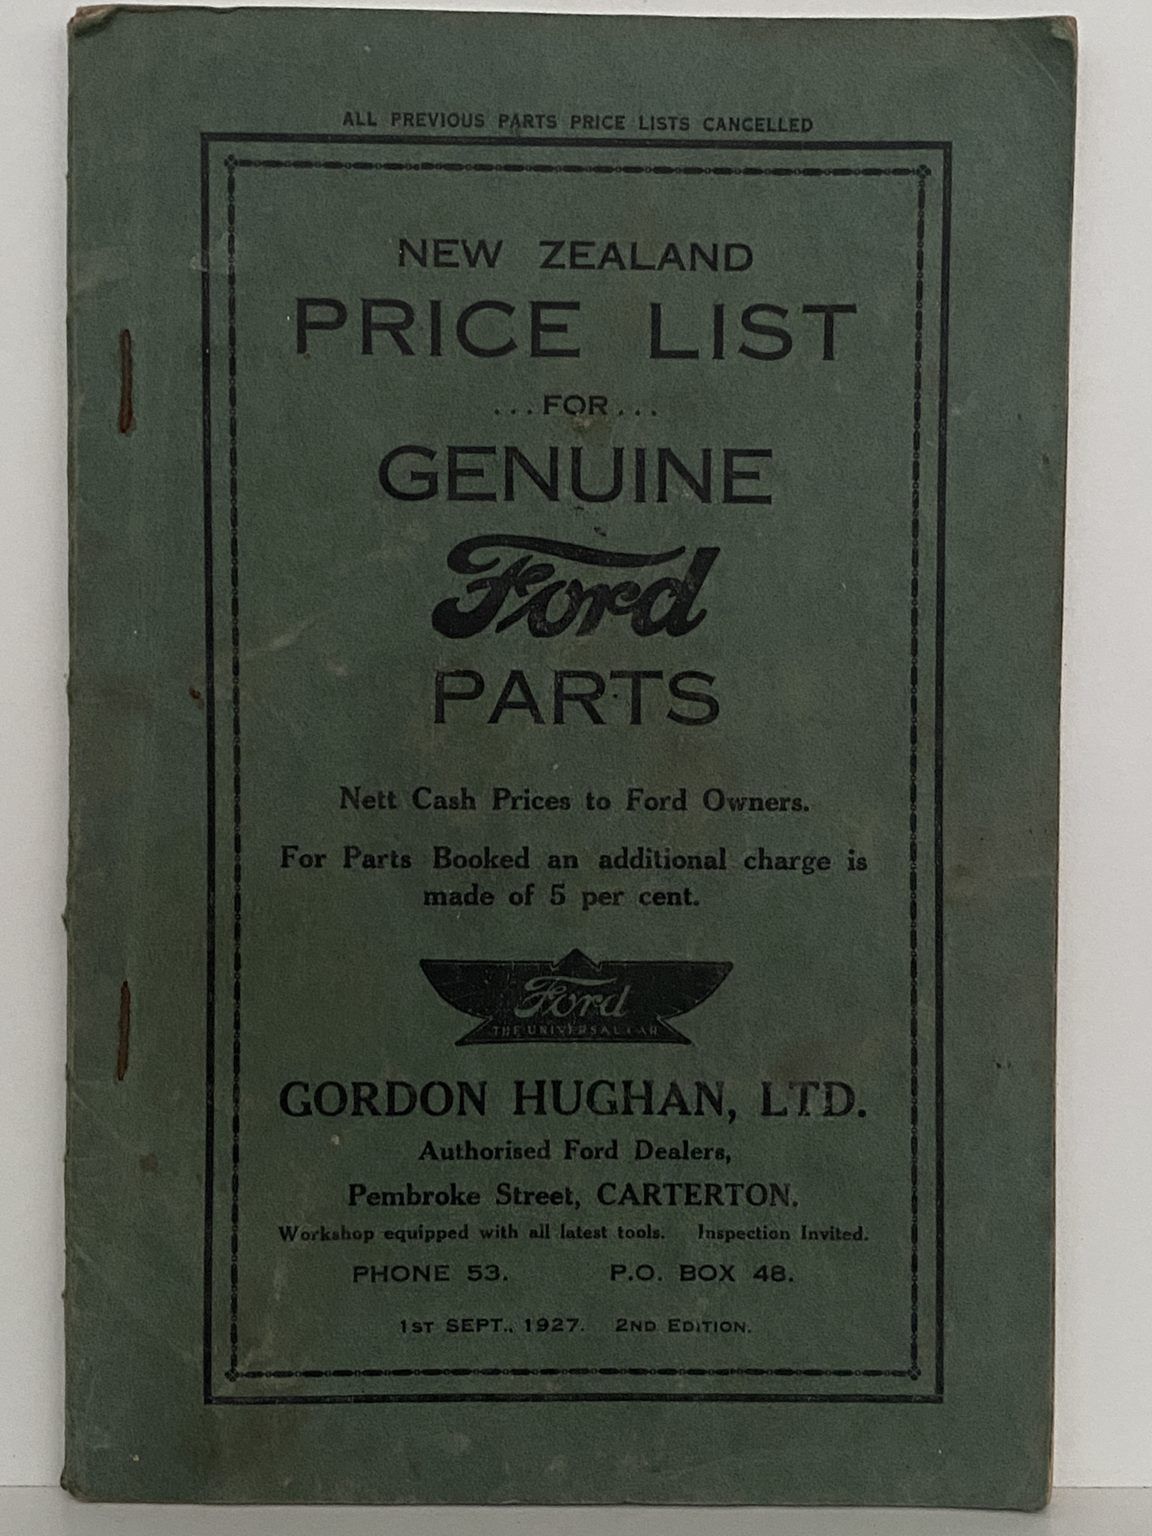 ALL PREVIOUS PARTS PRICE LISTS CANCELLED
NEW ZEALAND
PRICE LIST
...FOR...
GENUINE
Ford
PARTS
Nett Cash Prices to Ford Owners.
For Parts Booked an additional charge is
made of 5 per cent.
Ford
THE UNIVERSAL CAR
GORDON HUGHAN, LTD.
Authorised Ford Dealers,
Pembroke Street, CARTERTON.
Workshop equipped with all latest tools. Inspection Invited.
PHONE 53. P.O. BOX 48.
1ST SEPT., 1927. 2ND EDITION.